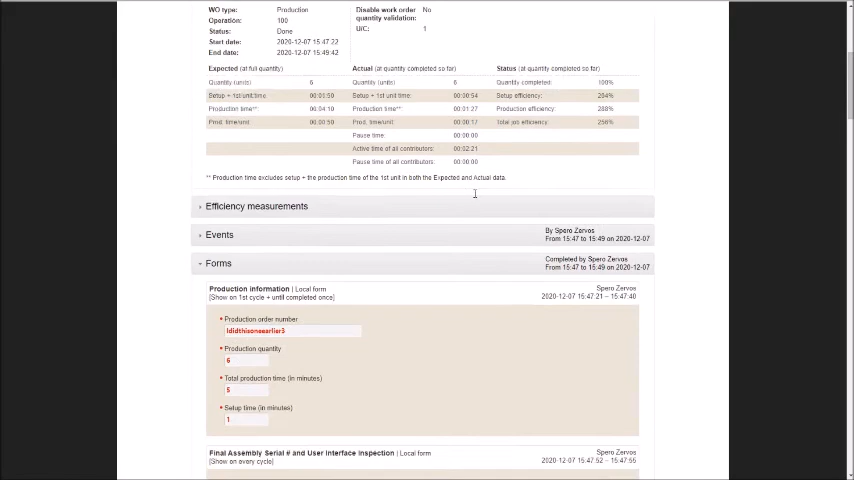 WO type: Production
Operation: 100
Status: Done
Start date: 2020-12-07 15:47:22
End date: 2020-12-07 15:49:42
Disable work order quantity validation: No
U/C: 1
Expected (at full quantity) Actual (at quantity completed so far) Status (at quantity completed so far)
Quantity (units) 6 Quantity (units) 6 Quantity completed: 100%
Setup + 1st unit time: 00:00:50 Setup + 1st unit time: 00:00:54 Setup efficiency: 204%
Production time**: 00:04:10 Production time**: 00:01:27 Production efficiency: 288%
Prod. time/unit: 00:00:50 Prod. time/unit: 00:00:17 Total job efficiency: 256%
Pause time: 00:00:00
Active time of all contributors: 00:02:21
Pause time of all contributors: 00:00:00
** Production time excludes setup + the production time of the 1st unit in both the Expected and Actual data.
Efficiency measurements
Events By Spero Zervos
From 15:47 to 15:49 on 2020-12-07
Forms Completed by Spero Zervos
From 15:47 to 15:49 on 2020-12-07
Production information | Local form Spero Zervos
[Show on 1st cycle + until completed once] 2020-12-07 15:47:21 – 15:47:40
• Production order number
Ididthisoneearlier3
• Production quantity
6
• Total production time (in minutes)
5
• Setup time (in minutes)
1
Final Assembly Serial # and User Interface Inspection | Local form Spero Zervos
[Show on every cycle] 2020-12-07 15:47:52 – 15:47:55